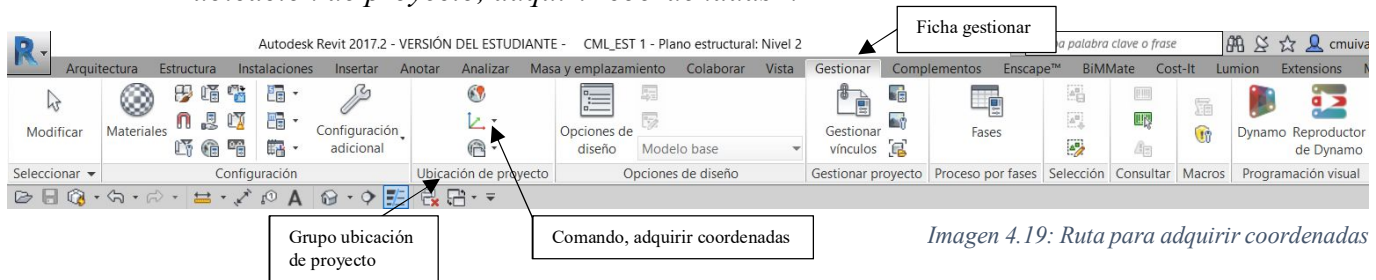 Ficha gestionar
Autodesk Revit 2017.2 - VERSIÓN DEL ESTUDIANTE - CML_EST 1 - Plano estructural: Nivel 2
palabra clave o frase
cmuiva
Arquitectura Estructura Instalaciones Insertar Anotar Analizar Masa y emplazamiento Colaborar Vista Gestionar Complementos Enscape™ BiMMate Cost-It Lumion Extensions
Modificar Materiales Configuración adicional Opciones de diseño Modelo base Gestionar vínculos Fases Dynamo Reproductor de Dynamo
Seleccionar Configuración Ubicación de proyecto Opciones de diseño Gestionar proyecto Proceso por fases Selección Consultar Macros Programación visual
Grupo ubicación
de proyecto
Comando, adquirir coordenadas
Imagen 4.19: Ruta para adquirir coordenadas